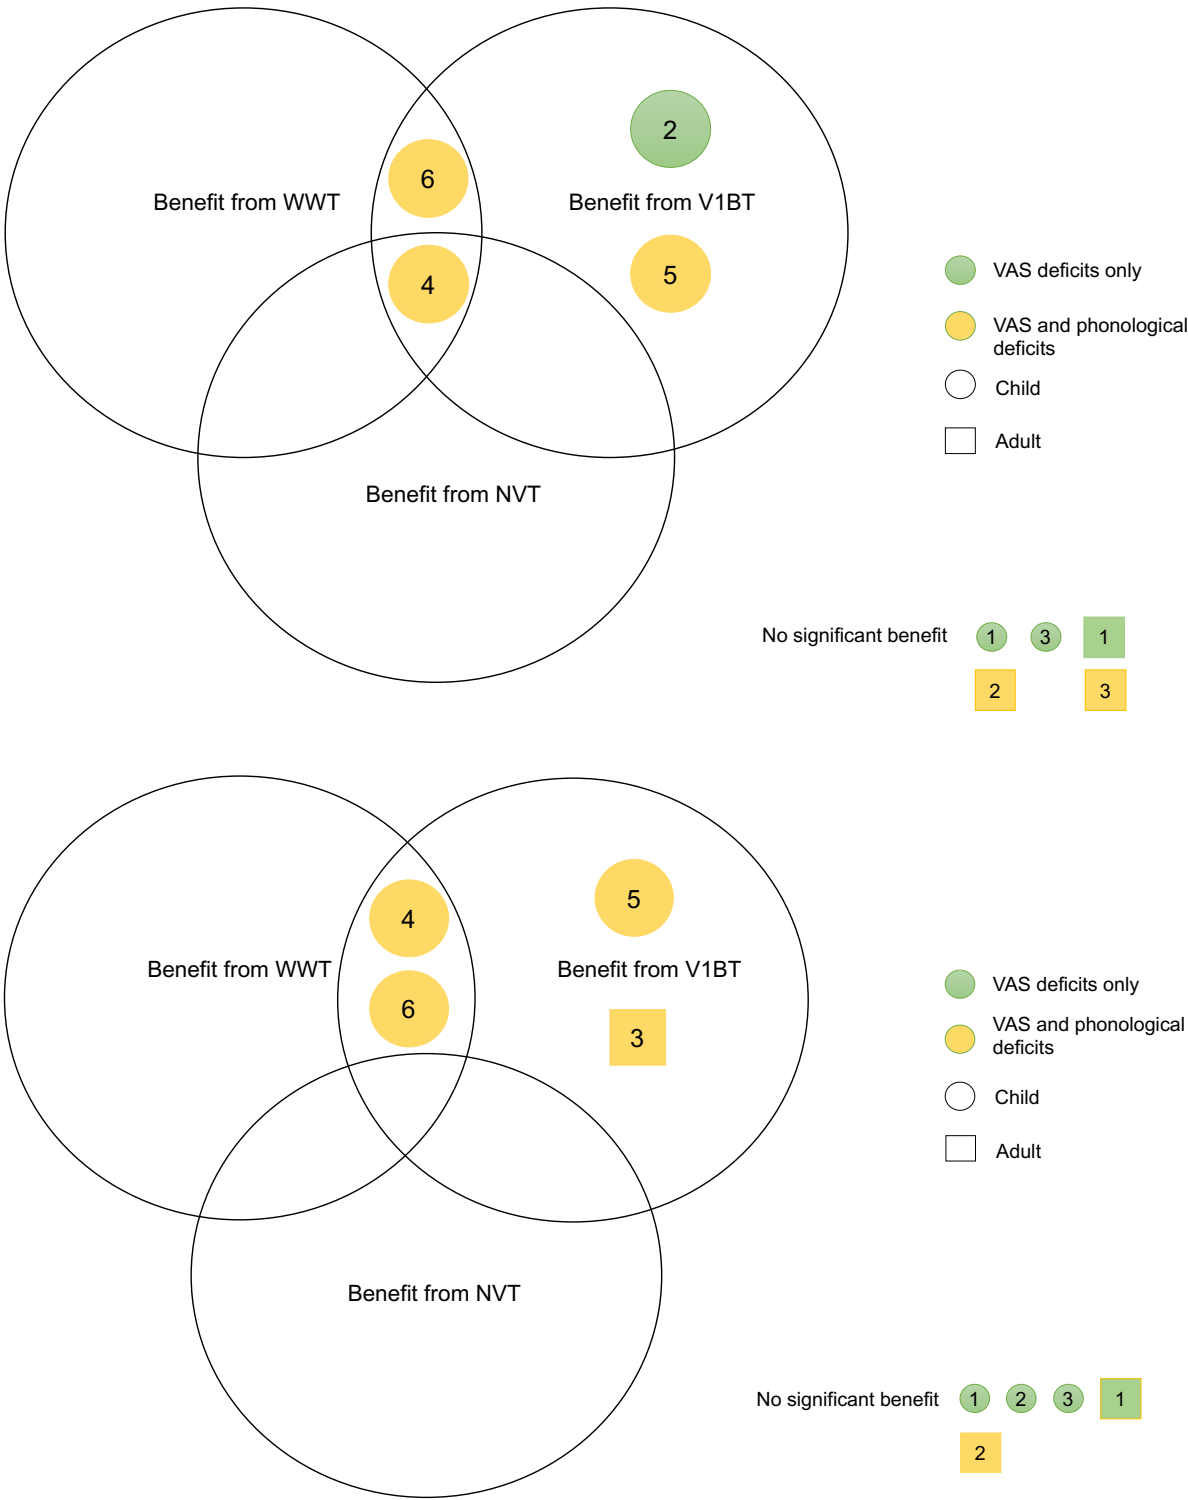 2
6
Benefit from WWT
Benefit from V1BT
4
5
VAS deficits only
VAS and phonological
deficits
Child
Adult
Benefit from NVT
No significant benefit
1
3
1
2
3
5
4
Benefit from WWT
Benefit from V1BT
6
3
VAS deficits only
VAS and phonological
deficits
Child
Adult
Benefit from NVT
No significant benefit
1
2
3
1
2